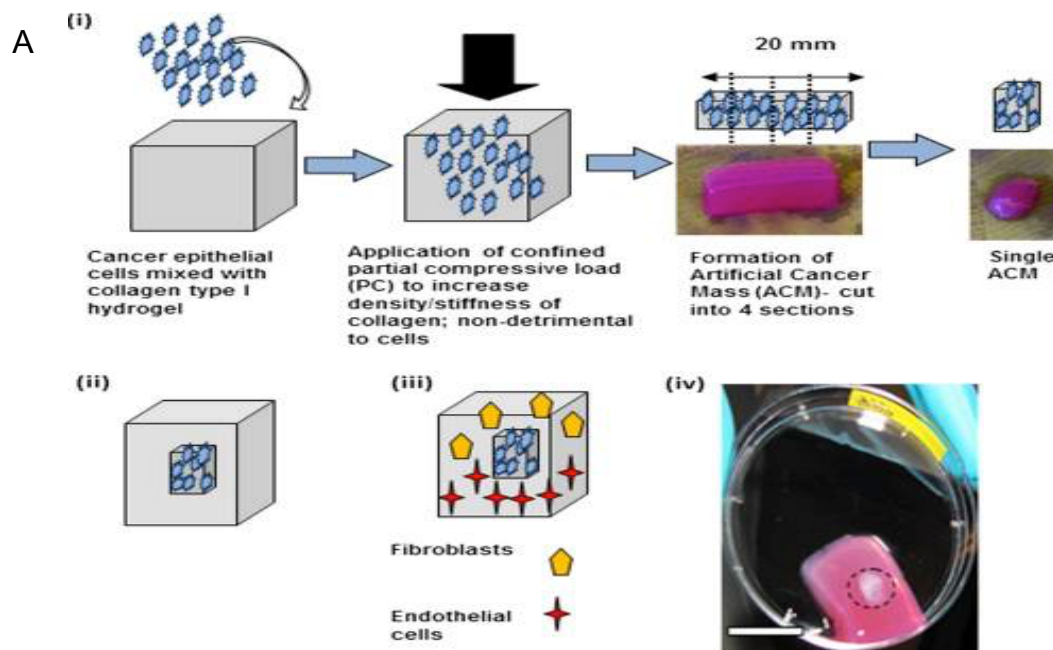 A
(i)
20 mm
Cancer epithelial
cells mixed with
collagen type I
hydrogel
Application of confined
partial compressive load
(PC) to increase
density/stiffness of
collagen; non-detrimental
to cells
Formation of
Artificial Cancer
Mass (ACM)- cut
into 4 sections
Single
ACM
(ii)
(iii)
(iv)
Fibroblasts
Endothelial
cells